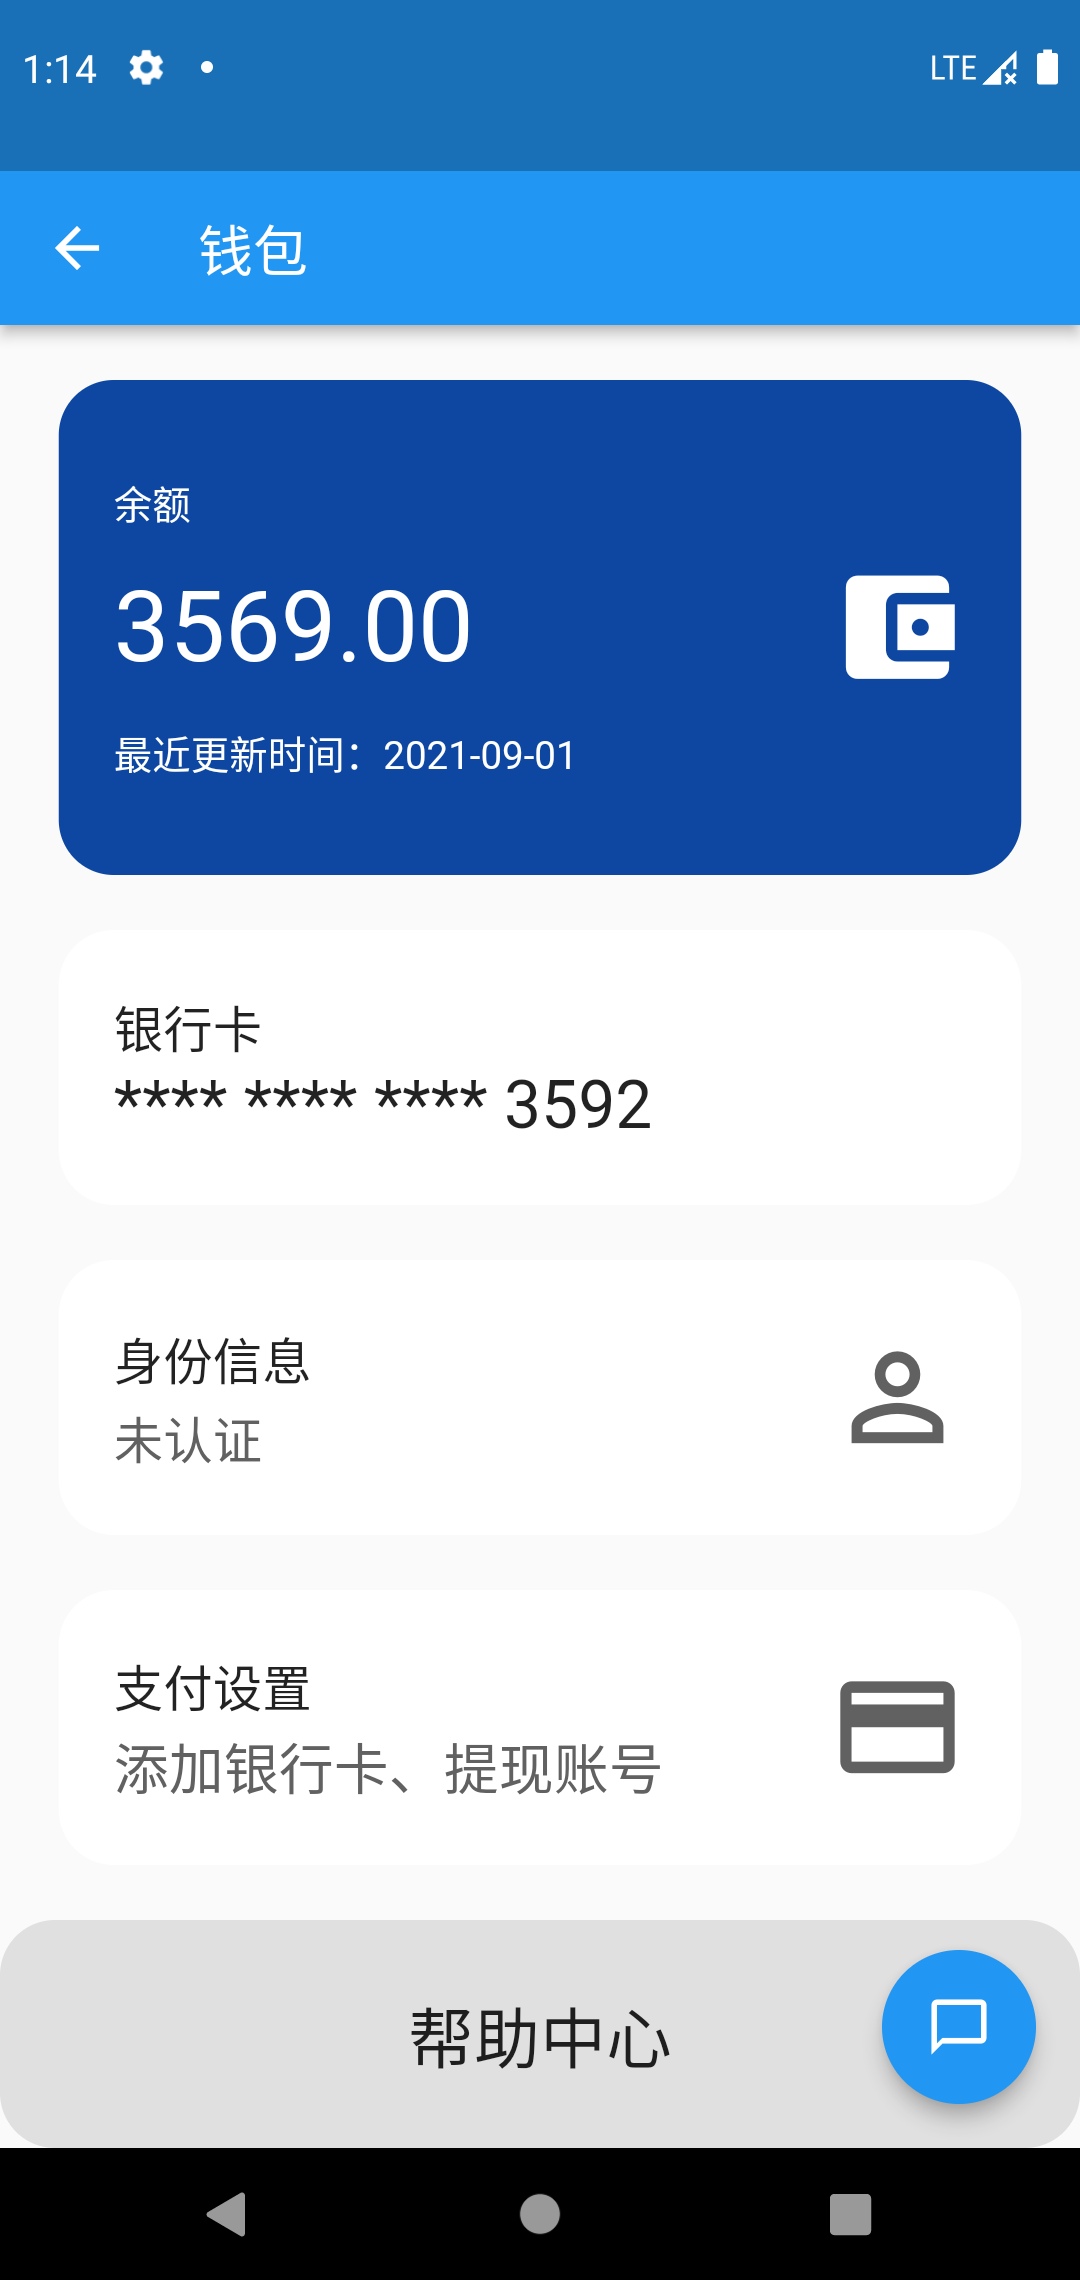 1:14
LTE
钱包
余额
3569.00
最近更新时间：2021-09-01
银行卡
**** **** **** 3592
身份信息
未认证
支付设置
添加银行卡、提现账号
帮助中心